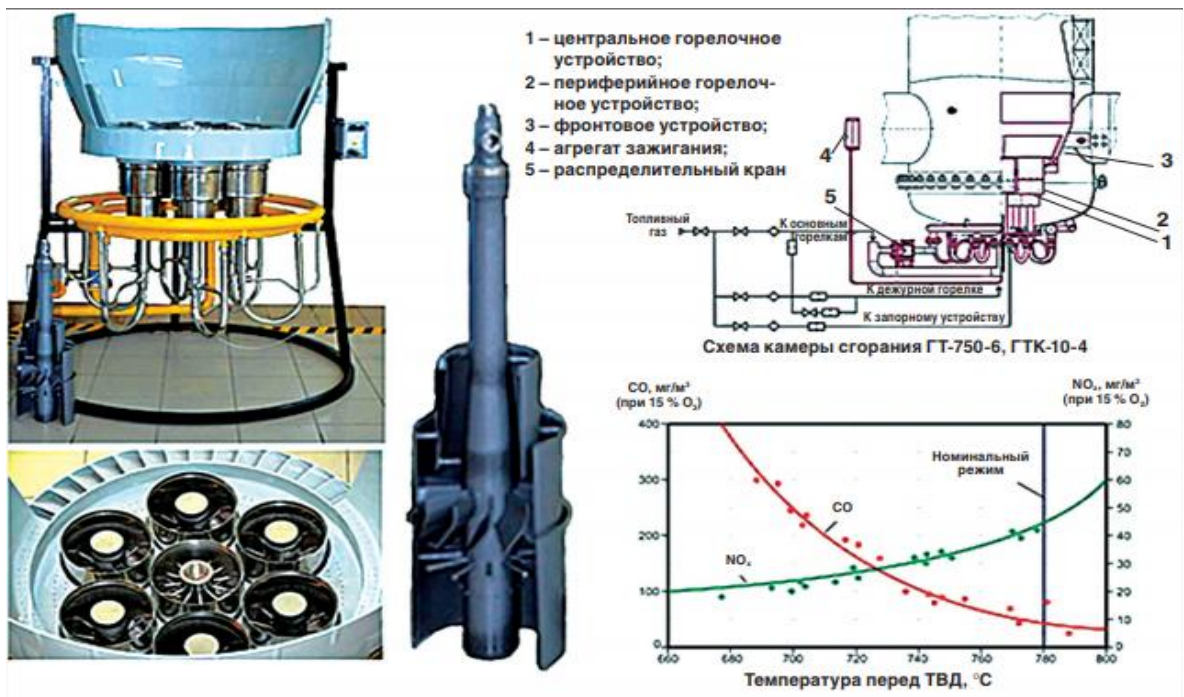 1 – центральное горелочное
устройство;
2 – периферийное горелоч-
ное устройство;
3 – фронтовое устройство;
4 – агрегат зажигания;
5 – распределительный кран
4
3
5
2
1
Топливный
газ
К основным
горелкам
К дежурной горелке
К запорному устройству
Схема камеры сгорания ГТ-750-6, ГТК-10-4
CO, мг/м³
(при 15 % O₂)
NOₓ, мг/м³
(при 15 % O₂)
400
300
200
100
0
80
70
60
50
40
30
20
10
0
Номинальный
режим
CO
NOₓ
660
680
700
720
740
760
780
800
Температура перед ТВД, °C